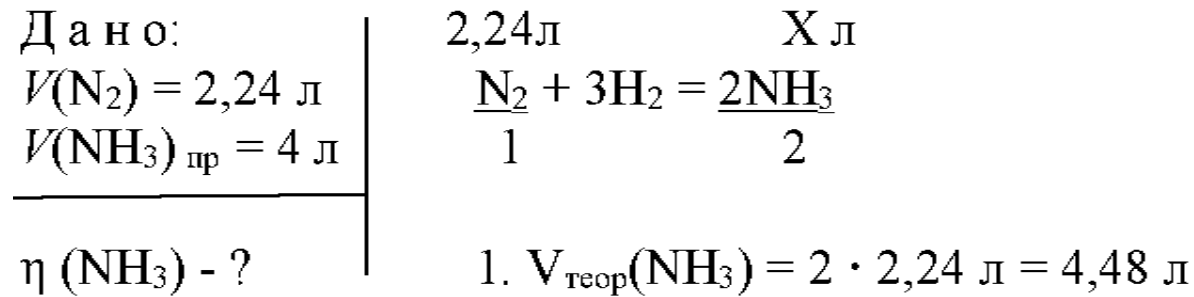 Д а н о:
V(N₂) = 2,24 л
V(NH₃) пр = 4 л
η (NH₃) - ?
2,24л X л
N₂ + 3H₂ = 2NH₃
1 2
1. Vтеор(NH₃) = 2 · 2,24 л = 4,48 л